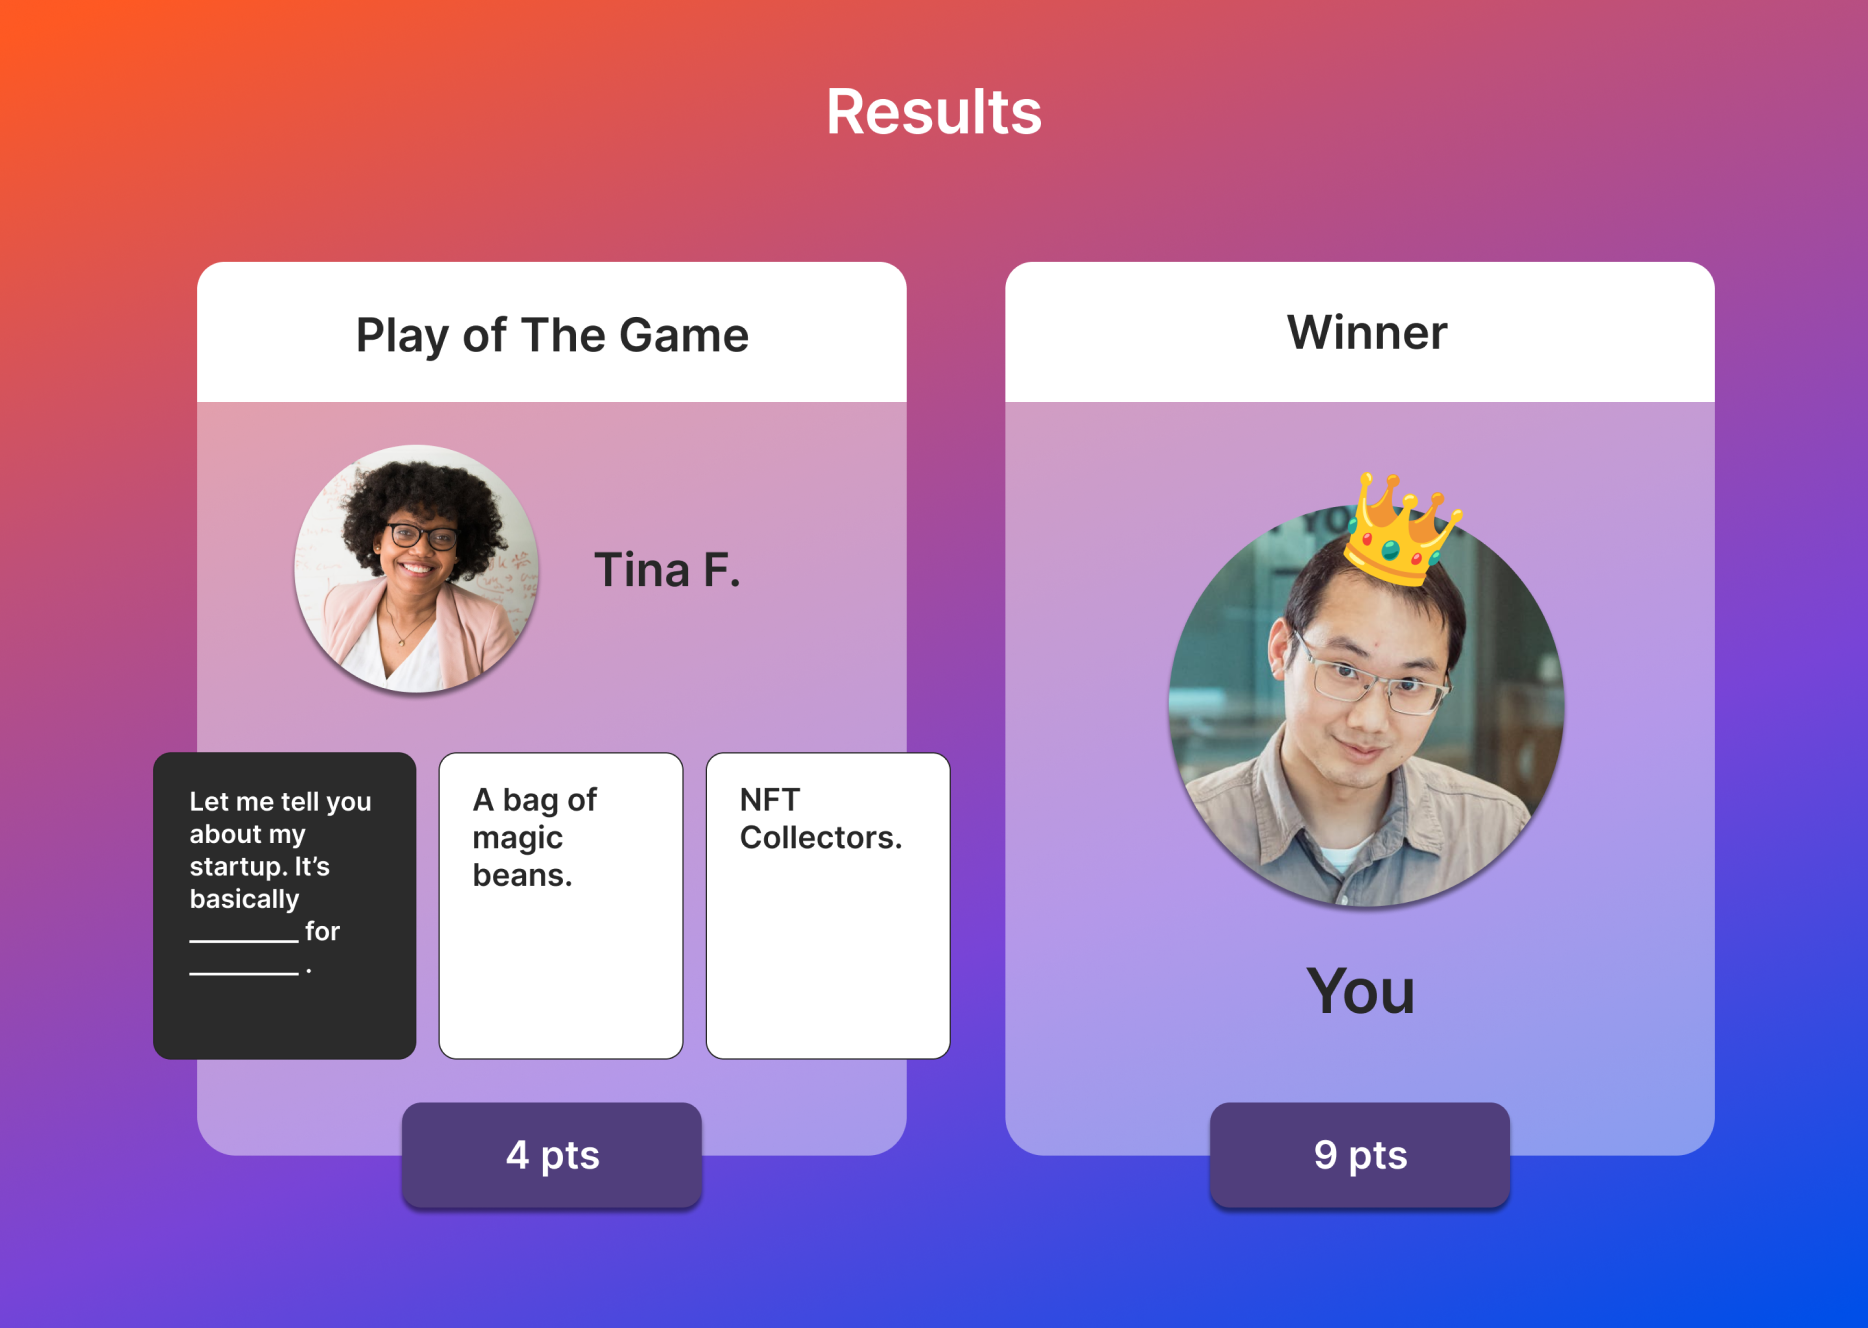 Results
Play of The Game
Tina F.
Let me tell you
about my
startup. It’s
basically
________ for
________ .
A bag of
magic
beans.
NFT
Collectors.
4 pts
Winner
YO
You
9 pts